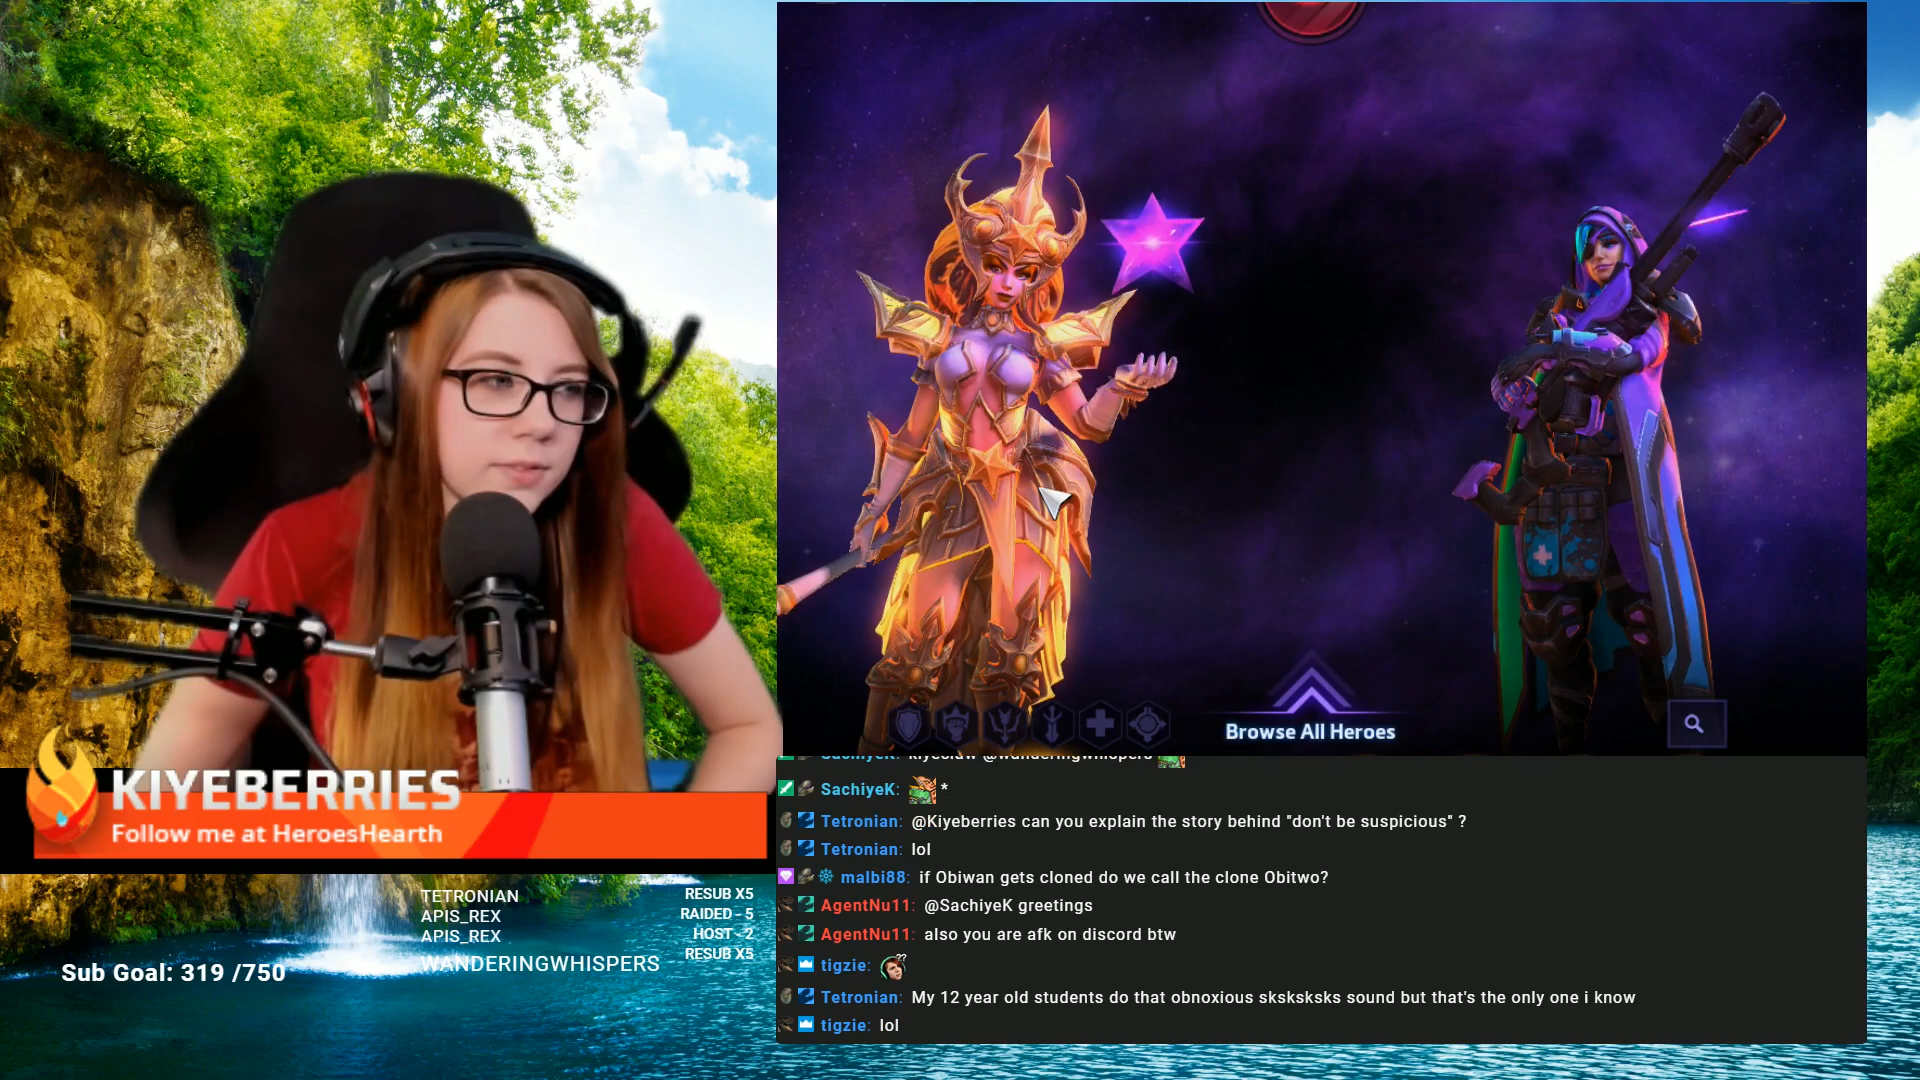 Browse All Heroes
SachiyeK: kiyesldw @wanderingwhispers
SachiyeK: *
Tetronian: @Kiyeberries can you explain the story behind "don't be suspicious" ?
Tetronian: lol
malbi88: if Obiwan gets cloned do we call the clone Obitwo?
AgentNu11: @SachiyeK greetings
AgentNu11: also you are afk on discord btw
tigzie: ??
Tetronian: My 12 year old students do that obnoxious sksksksks sound but that's the only one i know
tigzie: lol
KIYEBERRIES
Follow me at HeroesHearth
TETRONIAN RESUB X5
APIS_REX RAIDED - 5
APIS_REX HOST - 2
WANDERINGWHISPERS RESUB X5
Sub Goal: 319 /750